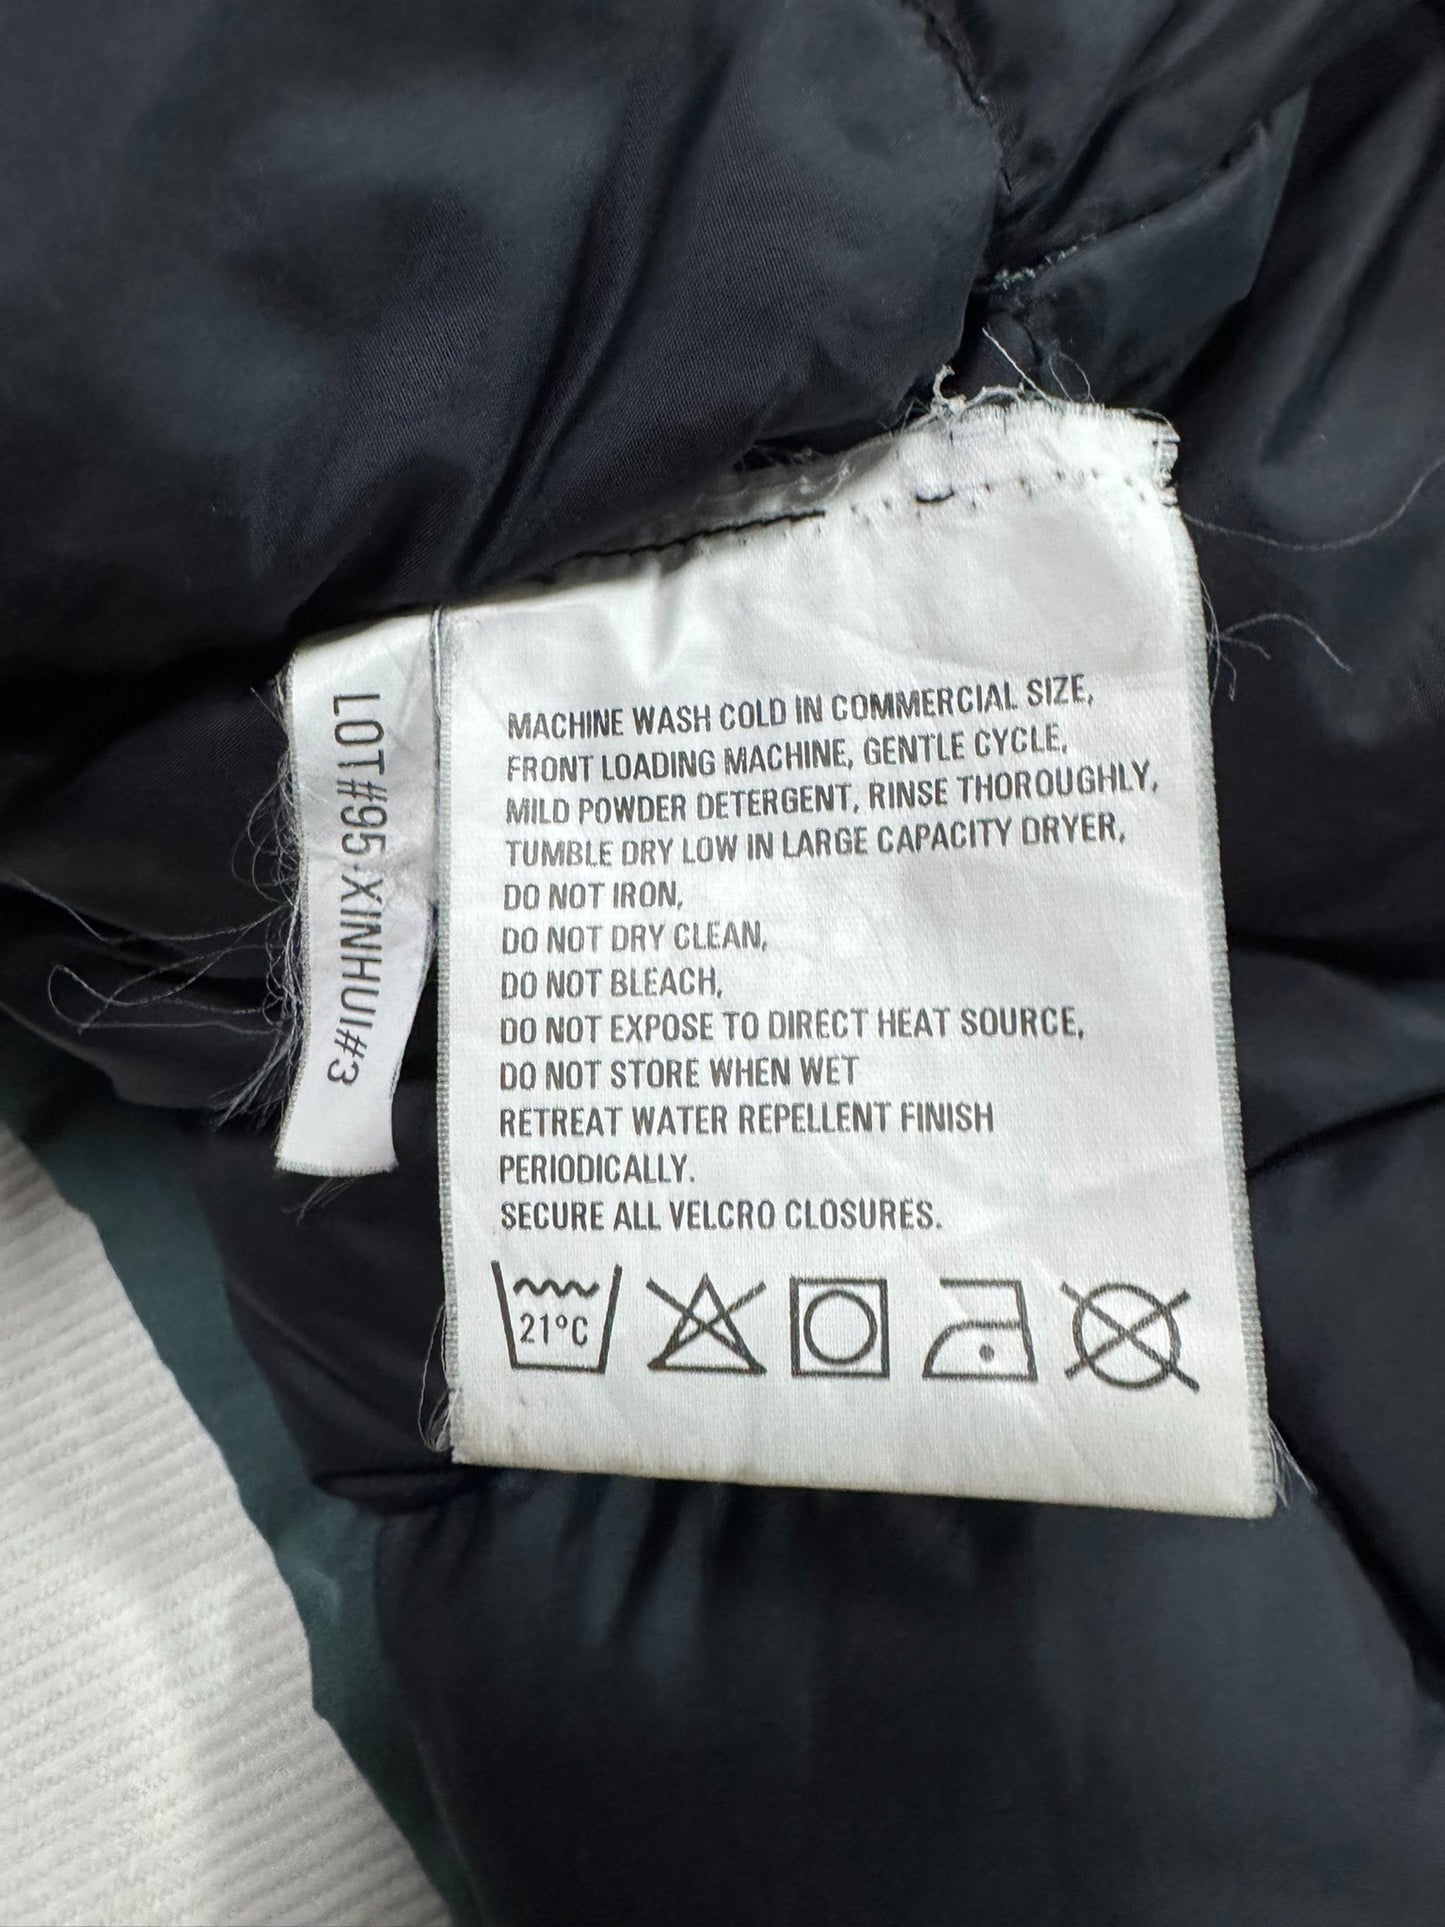 LOT#95·XINHUI#3
MACHINE WASH COLD IN COMMERCIAL SIZE,
FRONT LOADING MACHINE, GENTLE CYCLE,
MILD POWDER DETERGENT, RINSE THOROUGHLY,
TUMBLE DRY LOW IN LARGE CAPACITY DRYER,
DO NOT IRON,
DO NOT DRY CLEAN,
DO NOT BLEACH,
DO NOT EXPOSE TO DIRECT HEAT SOURCE,
DO NOT STORE WHEN WET
RETREAT WATER REPELLENT FINISH
PERIODICALLY.
SECURE ALL VELCRO CLOSURES.
21°C